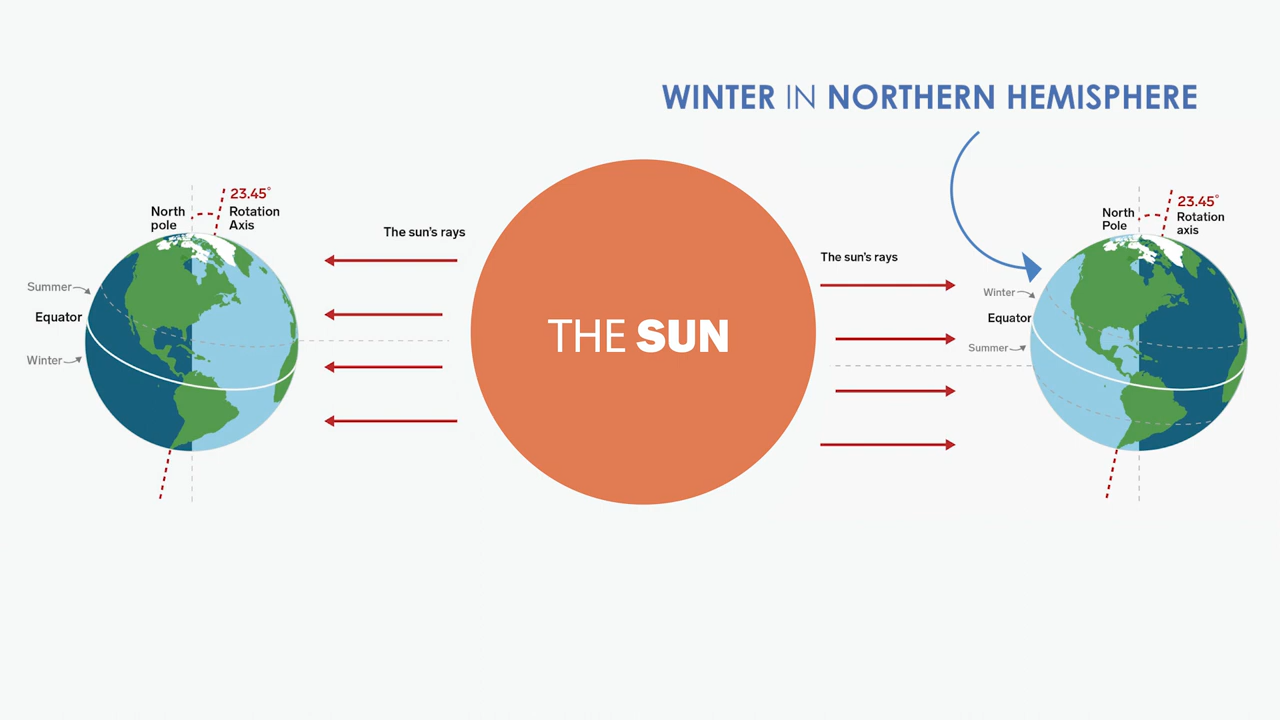 WINTER IN NORTHERN HEMISPHERE
23.45°
North
pole
Rotation
Axis
The sun's rays
Summer
Equator
Winter
THE SUN
The sun's rays
23.45°
North
Pole
Rotation
axis
Winter
Equator
Summer